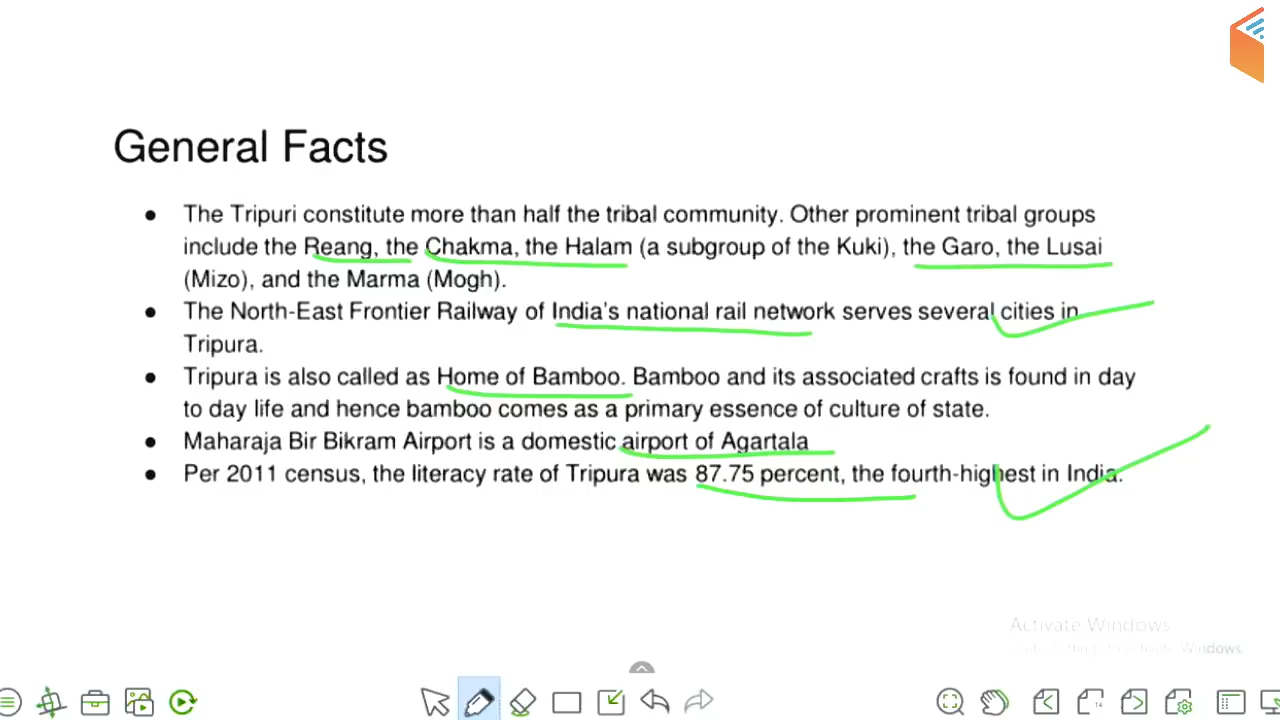 General Facts
● The Tripuri constitute more than half the tribal community. Other prominent tribal groups
include the Reang, the Chakma, the Halam (a subgroup of the Kuki), the Garo, the Lusai
(Mizo), and the Marma (Mogh).
● The North-East Frontier Railway of India's national rail network serves several cities in
Tripura.
● Tripura is also called as Home of Bamboo. Bamboo and its associated crafts is found in day
to day life and hence bamboo comes as a primary essence of culture of state.
● Maharaja Bir Bikram Airport is a domestic airport of Agartala
● Per 2011 census, the literacy rate of Tripura was 87.75 percent, the fourth-highest in India.
Activate Windows
Windows.
14